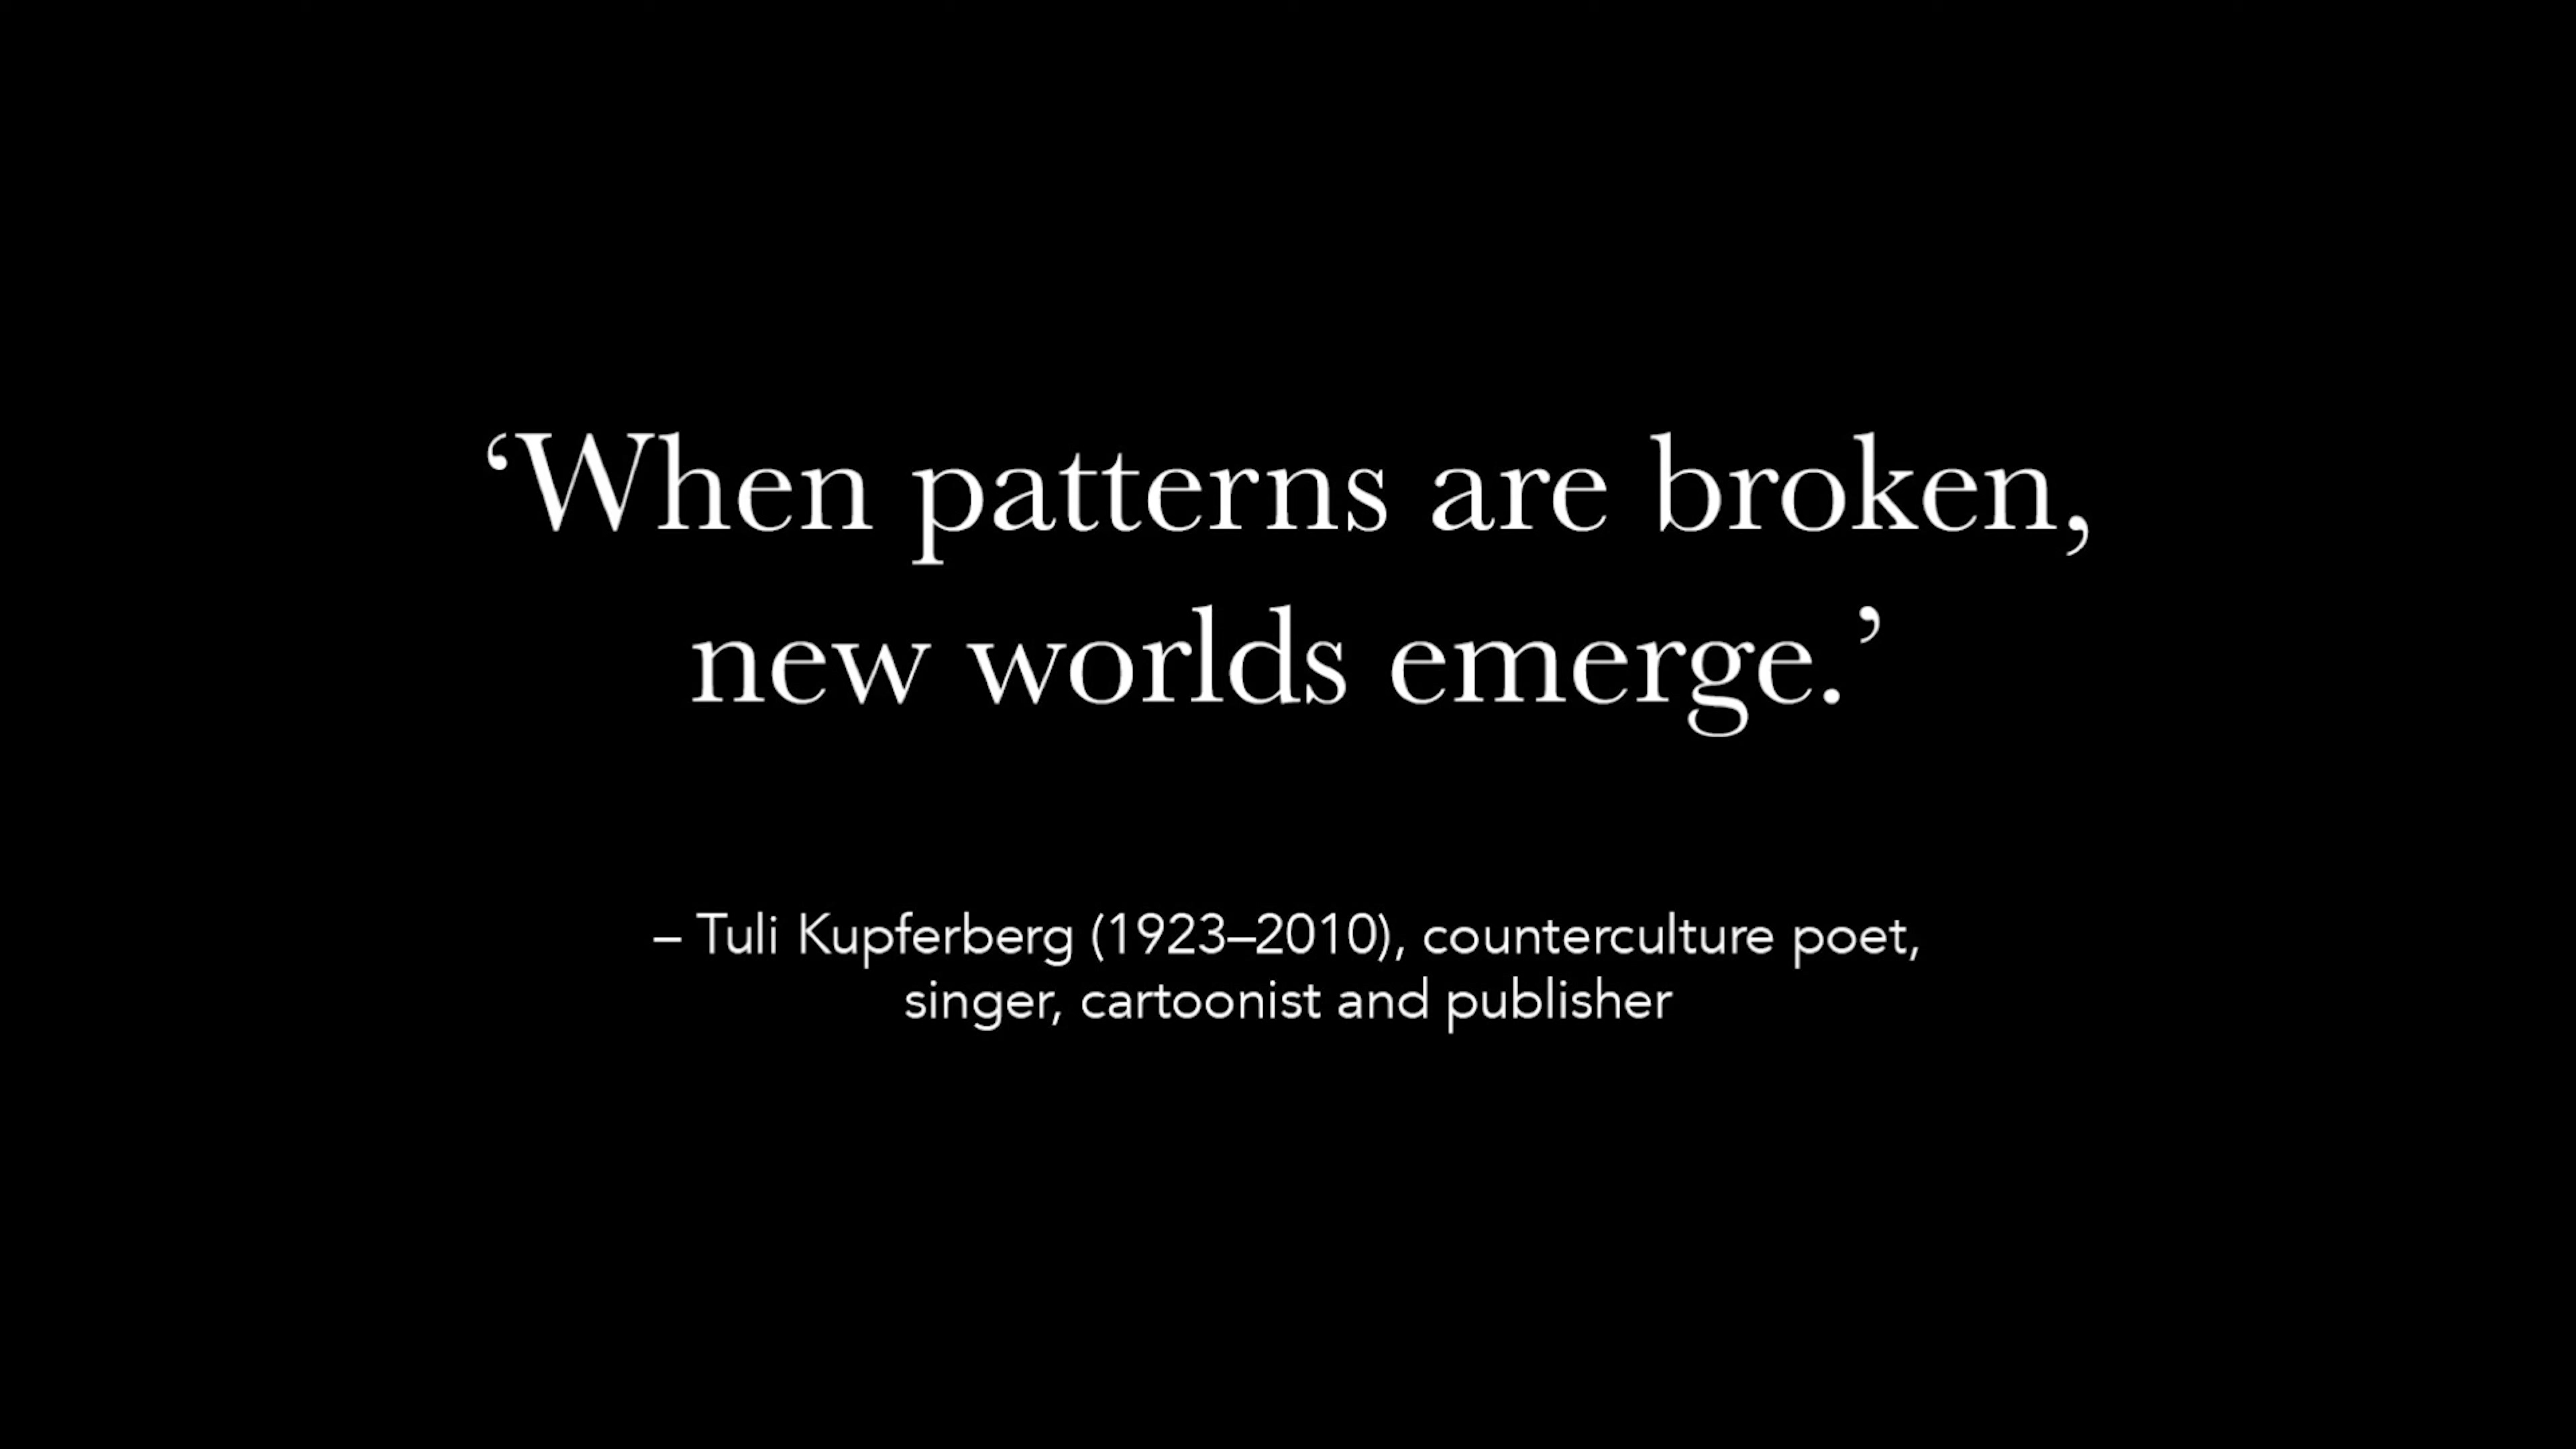 ‘When patterns are broken,
new worlds emerge.’
– Tuli Kupferberg (1923–2010), counterculture poet,
singer, cartoonist and publisher